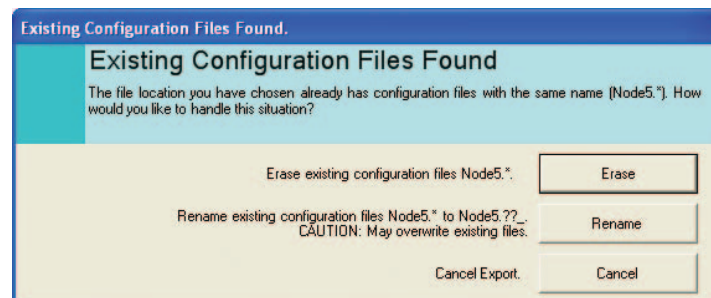 Existing Configuration Files Found.
Existing Configuration Files Found
The file location you have chosen already has configuration files with the same name (Node5.*). How
would you like to handle this situation?
Erase existing configuration files Node5.*.
Erase
Rename existing configuration files Node5.* to Node5.??_.
CAUTION: May overwrite existing files.
Rename
Cancel Export.
Cancel